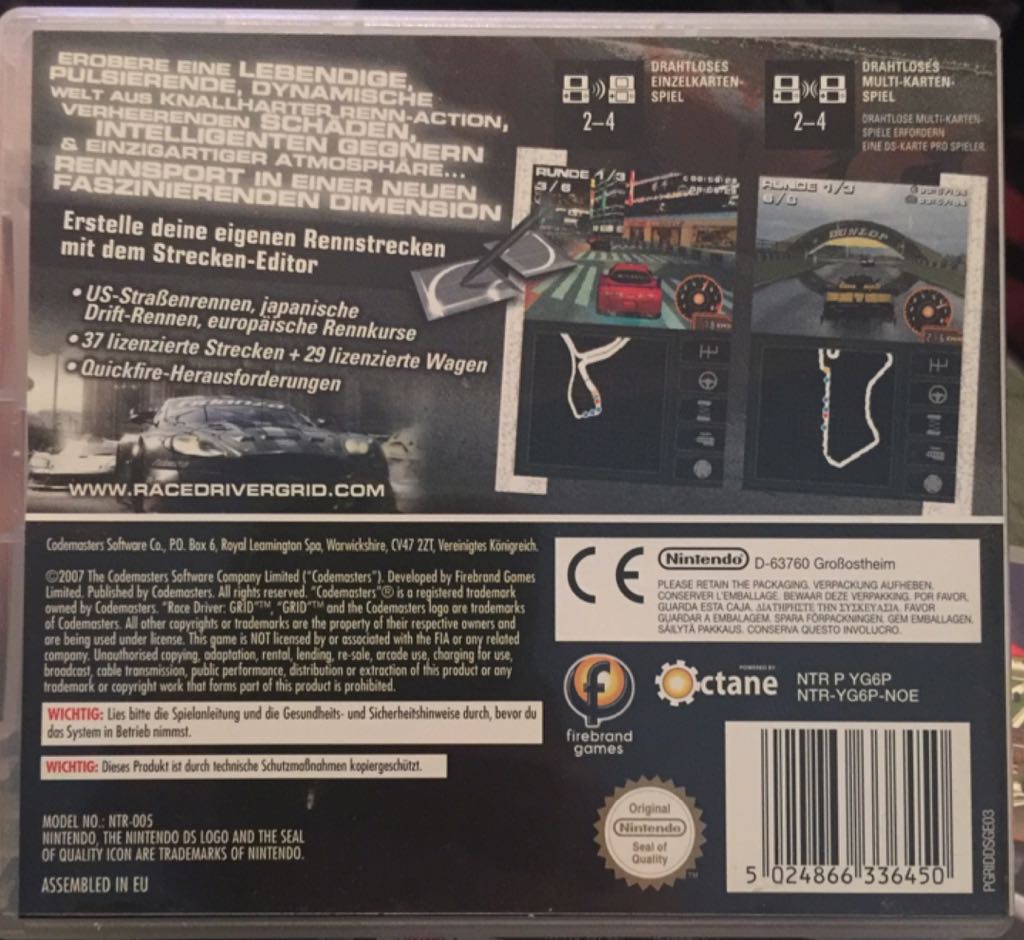 EROBERE EINE LEBENDIGE,
PULSIERENDE, DYNAMISCHE
WELT AUS KNALLHARTER RENN-ACTION,
VERHEERENDEN SCHÄDEN,
INTELLIGENTEN GEGNERN
& EINZIGARTIGER ATMOSPHÄRE...
RENNSPORT IN EINER NEUEN
FASZINIERENDEN DIMENSION
Erstelle deine eigenen Rennstrecken
mit dem Strecken-Editor
• US-Straßenrennen, japanische
Drift-Rennen, europäische Rennkurse
• 37 lizenzierte Strecken + 29 lizenzierte Wagen
• Quickfire-Herausforderungen
WWW.RACEDRIVERGRID.COM
2–4
DRAHTLOSES
EINZELKARTEN-
SPIEL
2–4
DRAHTLOSES
MULTI-KARTEN-
SPIEL
DRAHTLOSE MULTI-KARTEN-
SPIELE ERFORDERN
EINE DS-KARTE PRO SPIELER.
RUNDE 1/3
3/6
RUNDE 1/3
DUNLOP
Codemasters Software Co., P.O. Box 6, Royal Leamington Spa, Warwickshire, CV47 2ZT, Vereinigtes Königreich.
©2007 The Codemasters Software Company Limited ("Codemasters"). Developed by Firebrand Games
Limited. Published by Codemasters. All rights reserved. "Codemasters"® is a registered trademark
owned by Codemasters. "Race Driver: GRID"™, "GRID"™ and the Codemasters logo are trademarks
of Codemasters. All other copyrights or trademarks are the property of their respective owners and
are being used under license. This game is NOT licensed by or associated with the FIA or any related
company. Unauthorised copying, adaptation, rental, lending, re-sale, arcade use, charging for use,
broadcast, cable transmission, public performance, distribution or extraction of this product or any
trademark or copyright work that forms part of this product is prohibited.
WICHTIG: Lies bitte die Spielanleitung und die Gesundheits- und Sicherheitshinweise durch, bevor du
das System in Betrieb nimmst.
WICHTIG: Dieses Produkt ist durch technische Schutzmaßnahmen kopiergeschützt.
MODEL NO.: NTR-005
NINTENDO, THE NINTENDO DS LOGO AND THE SEAL
OF QUALITY ICON ARE TRADEMARKS OF NINTENDO.
ASSEMBLED IN EU
CE
Nintendo D-63760 Großostheim
PLEASE RETAIN THE PACKAGING. VERPACKUNG AUFHEBEN.
CONSERVER L'EMBALLAGE. BEWAAR DEZE VERPAKKING. POR FAVOR,
GUARDA ESTA CAJA. ΔΙΑΤΗΡΗΣΤΕ ΤΗΝ ΣΥΣΚΕΥΑΣΙΑ. FAVOR
GUARDAR A EMBALAGEM. SPARA FÖRPACKNINGEN. GEM EMBALLAGEN.
SÄILYTÄ PAKKAUS. CONSERVA QUESTO INVOLUCRO.
f
firebrand
games
POWERED BY
Octane
NTR P YG6P
NTR-YG6P-NOE
Original
Nintendo
Seal of
Quality
TM
5 024866 336450
PGRIDDSGE03